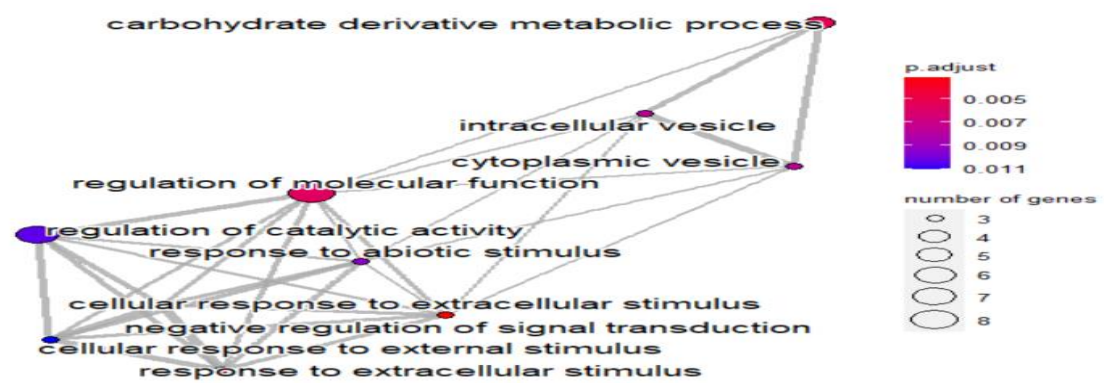 carbohydrate derivative metabolic process
p.adjust
0.005
0.007
0.009
0.011
intracellular vesicle
cytoplasmic vesicle
regulation of molecular function
number of genes
3
4
5
6
7
8
regulation of catalytic activity
response to abiotic stimulus
cellular response to extracellular stimulus
negative regulation of signal transduction
cellular response to external stimulus
response to extracellular stimulus